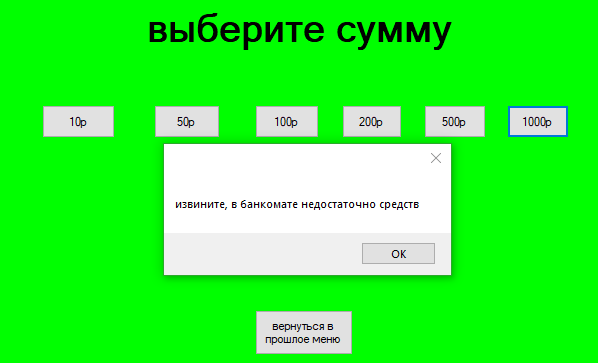 выберите сумму
10р
50р
100р
200р
500р
1000р
извините, в банкомате недостаточно средств
OK
вернуться в
прошлое меню